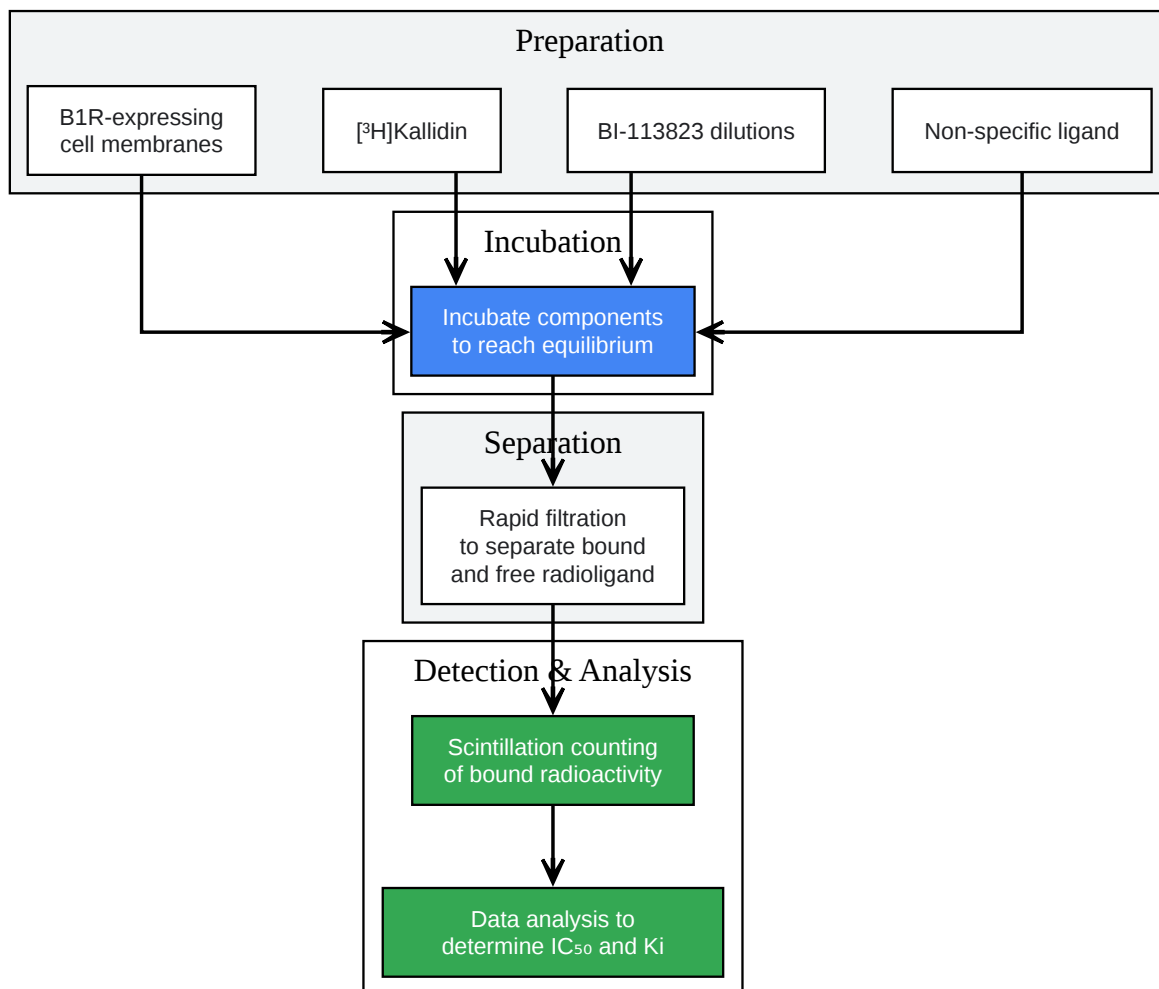 Preparation
B1R-expressing
cell membranes
[³H]Kallidin
BI-113823 dilutions
Non-specific ligand
Incubation
Incubate components
to reach equilibrium
Separation
Rapid filtration
to separate bound
and free radioligand
Detection & Analysis
Scintillation counting
of bound radioactivity
Data analysis to
determine IC₅₀ and Ki